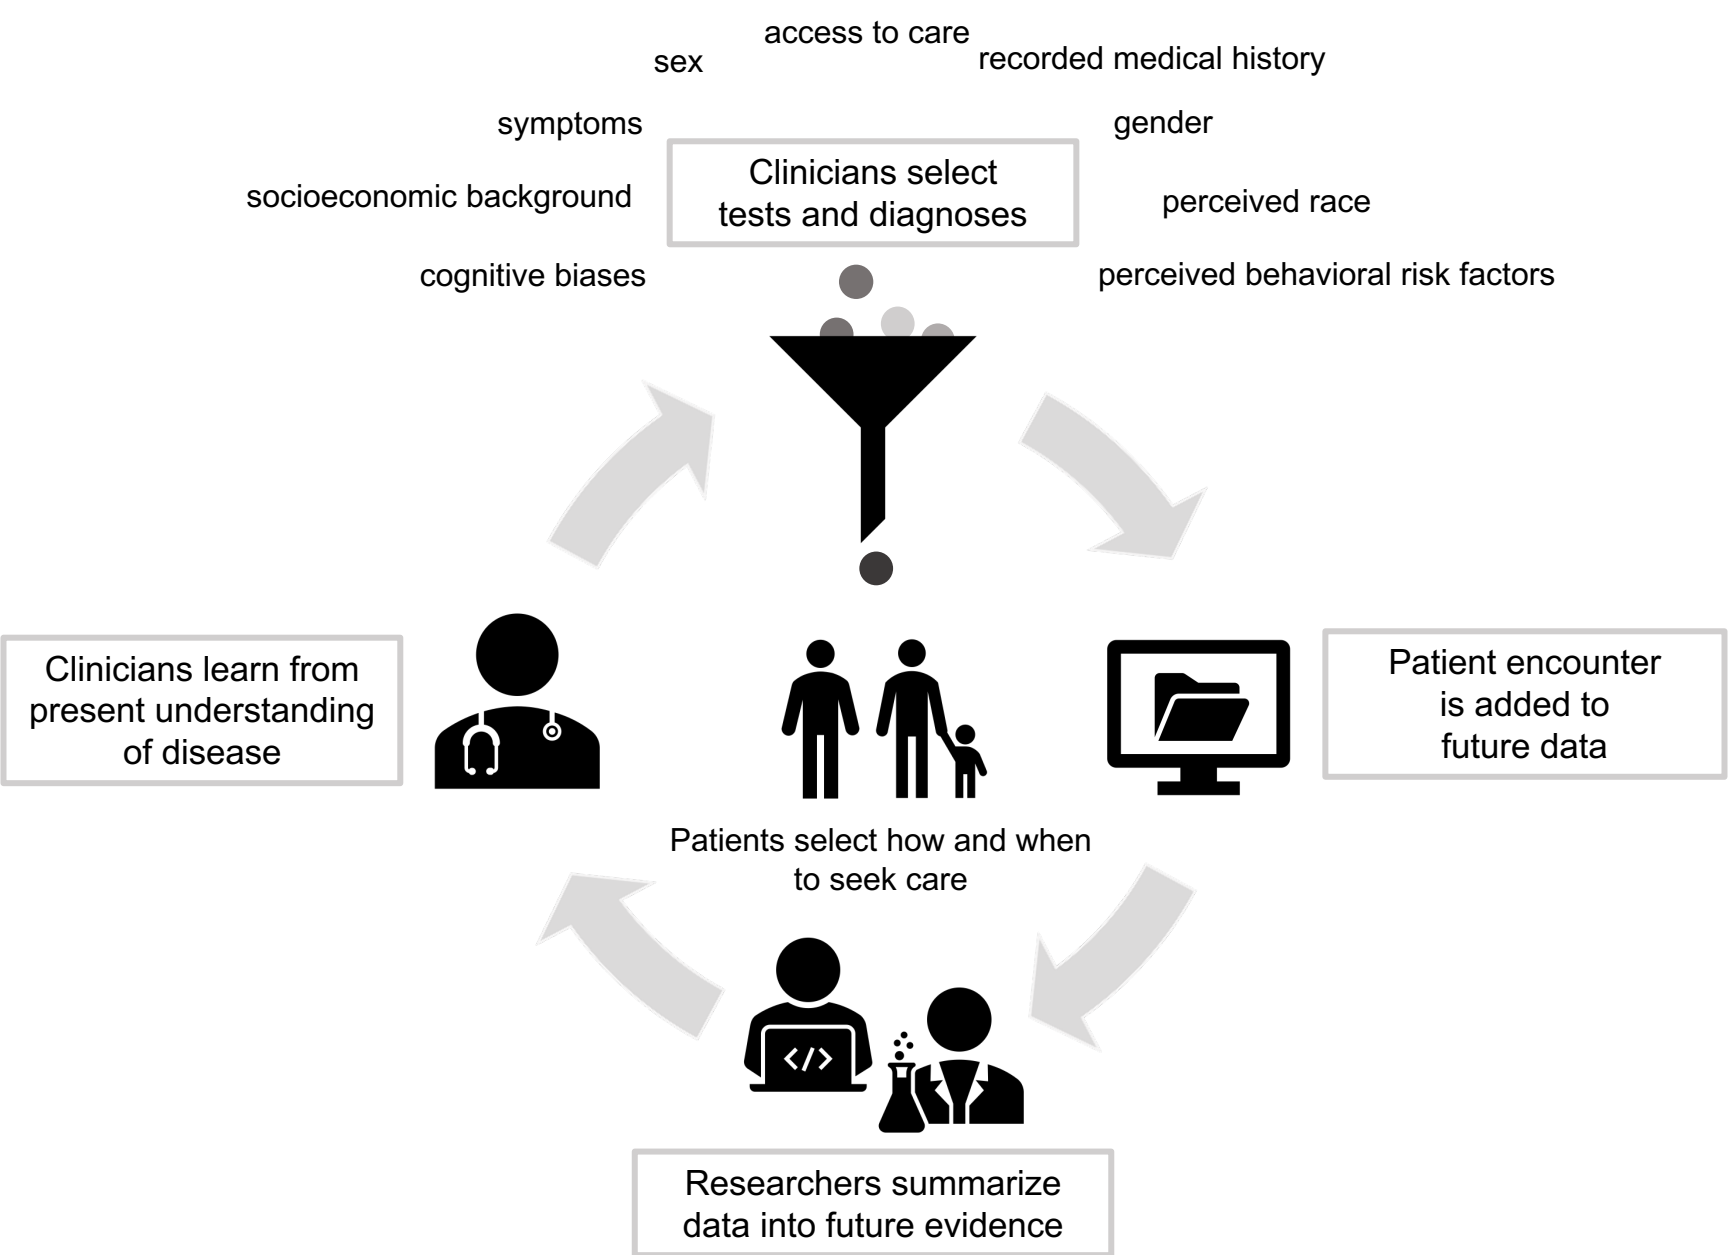 access to care
sex
recorded medical history
symptoms
gender
Clinicians select
tests and diagnoses
socioeconomic background
perceived race
cognitive biases
perceived behavioral risk factors
Clinicians learn from
present understanding
of disease
Patient encounter
is added to
future data
Patients select how and when
to seek care
</>
Researchers summarize
data into future evidence